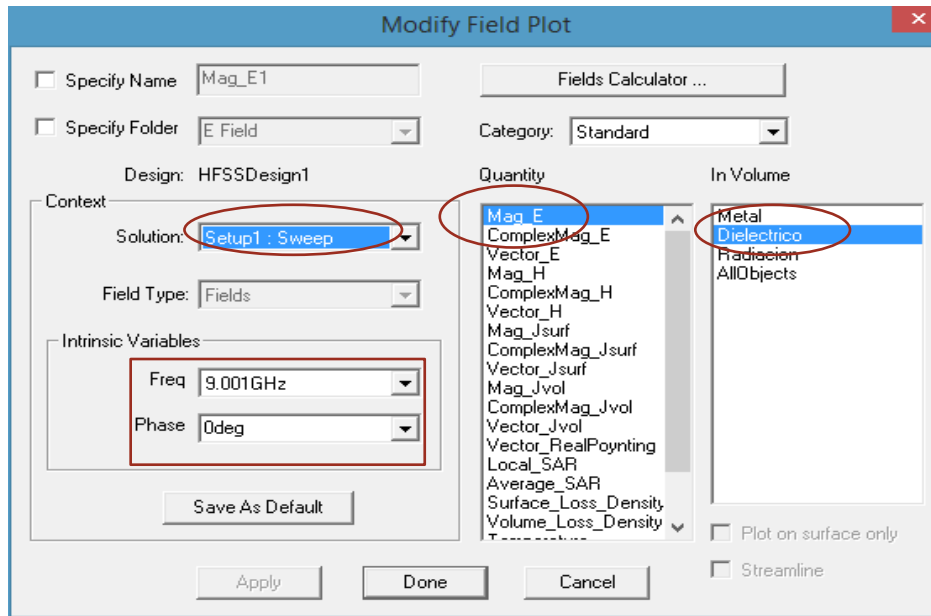 Modify Field Plot
Specify Name
Mag_E1
Fields Calculator ...
Specify Folder
E Field
Category:
Standard
Design:
HFSSDesign1
Quantity
In Volume
Context
Solution:
Setup1 : Sweep
Field Type:
Fields
Intrinsic Variables
Freq
9.001GHz
Phase
0deg
Save As Default
Mag_E
ComplexMag_E
Vector_E
Mag_H
ComplexMag_H
Vector_H
Mag_Jsurf
ComplexMag_Jsurf
Vector_Jsurf
Mag_Jvol
ComplexMag_Jvol
Vector_Jvol
Vector_RealPoynting
Local_SAR
Average_SAR
Surface_Loss_Density
Volume_Loss_Density
Metal
Dielectrico
Radiacion
AllObjects
Plot on surface only
Streamline
Apply
Done
Cancel